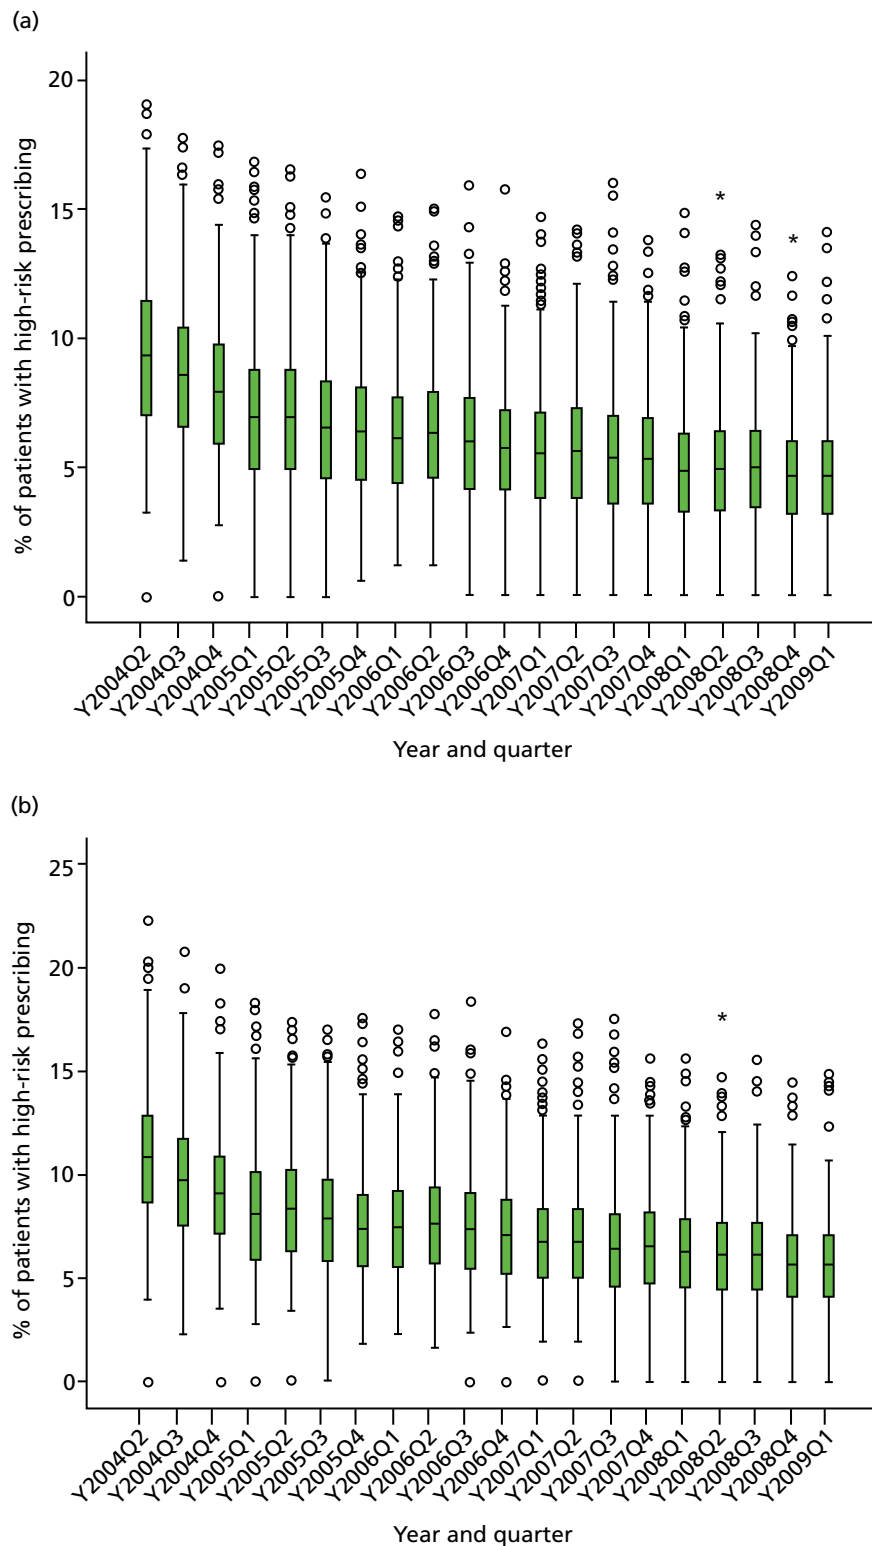 (a)
% of patients with high-risk prescribing
20
15
10
5
0
*
*
Y2004Q2
Y2004Q3
Y2004Q4
Y2005Q1
Y2005Q2
Y2005Q3
Y2005Q4
Y2006Q1
Y2006Q2
Y2006Q3
Y2006Q4
Y2007Q1
Y2007Q2
Y2007Q3
Y2007Q4
Y2008Q1
Y2008Q2
Y2008Q3
Y2008Q4
Y2009Q1
Year and quarter
(b)
% of patients with high-risk prescribing
25
20
15
10
5
0
*
Y2004Q2
Y2004Q3
Y2004Q4
Y2005Q1
Y2005Q2
Y2005Q3
Y2005Q4
Y2006Q1
Y2006Q2
Y2006Q3
Y2006Q4
Y2007Q1
Y2007Q2
Y2007Q3
Y2007Q4
Y2008Q1
Y2008Q2
Y2008Q3
Y2008Q4
Y2009Q1
Year and quarter